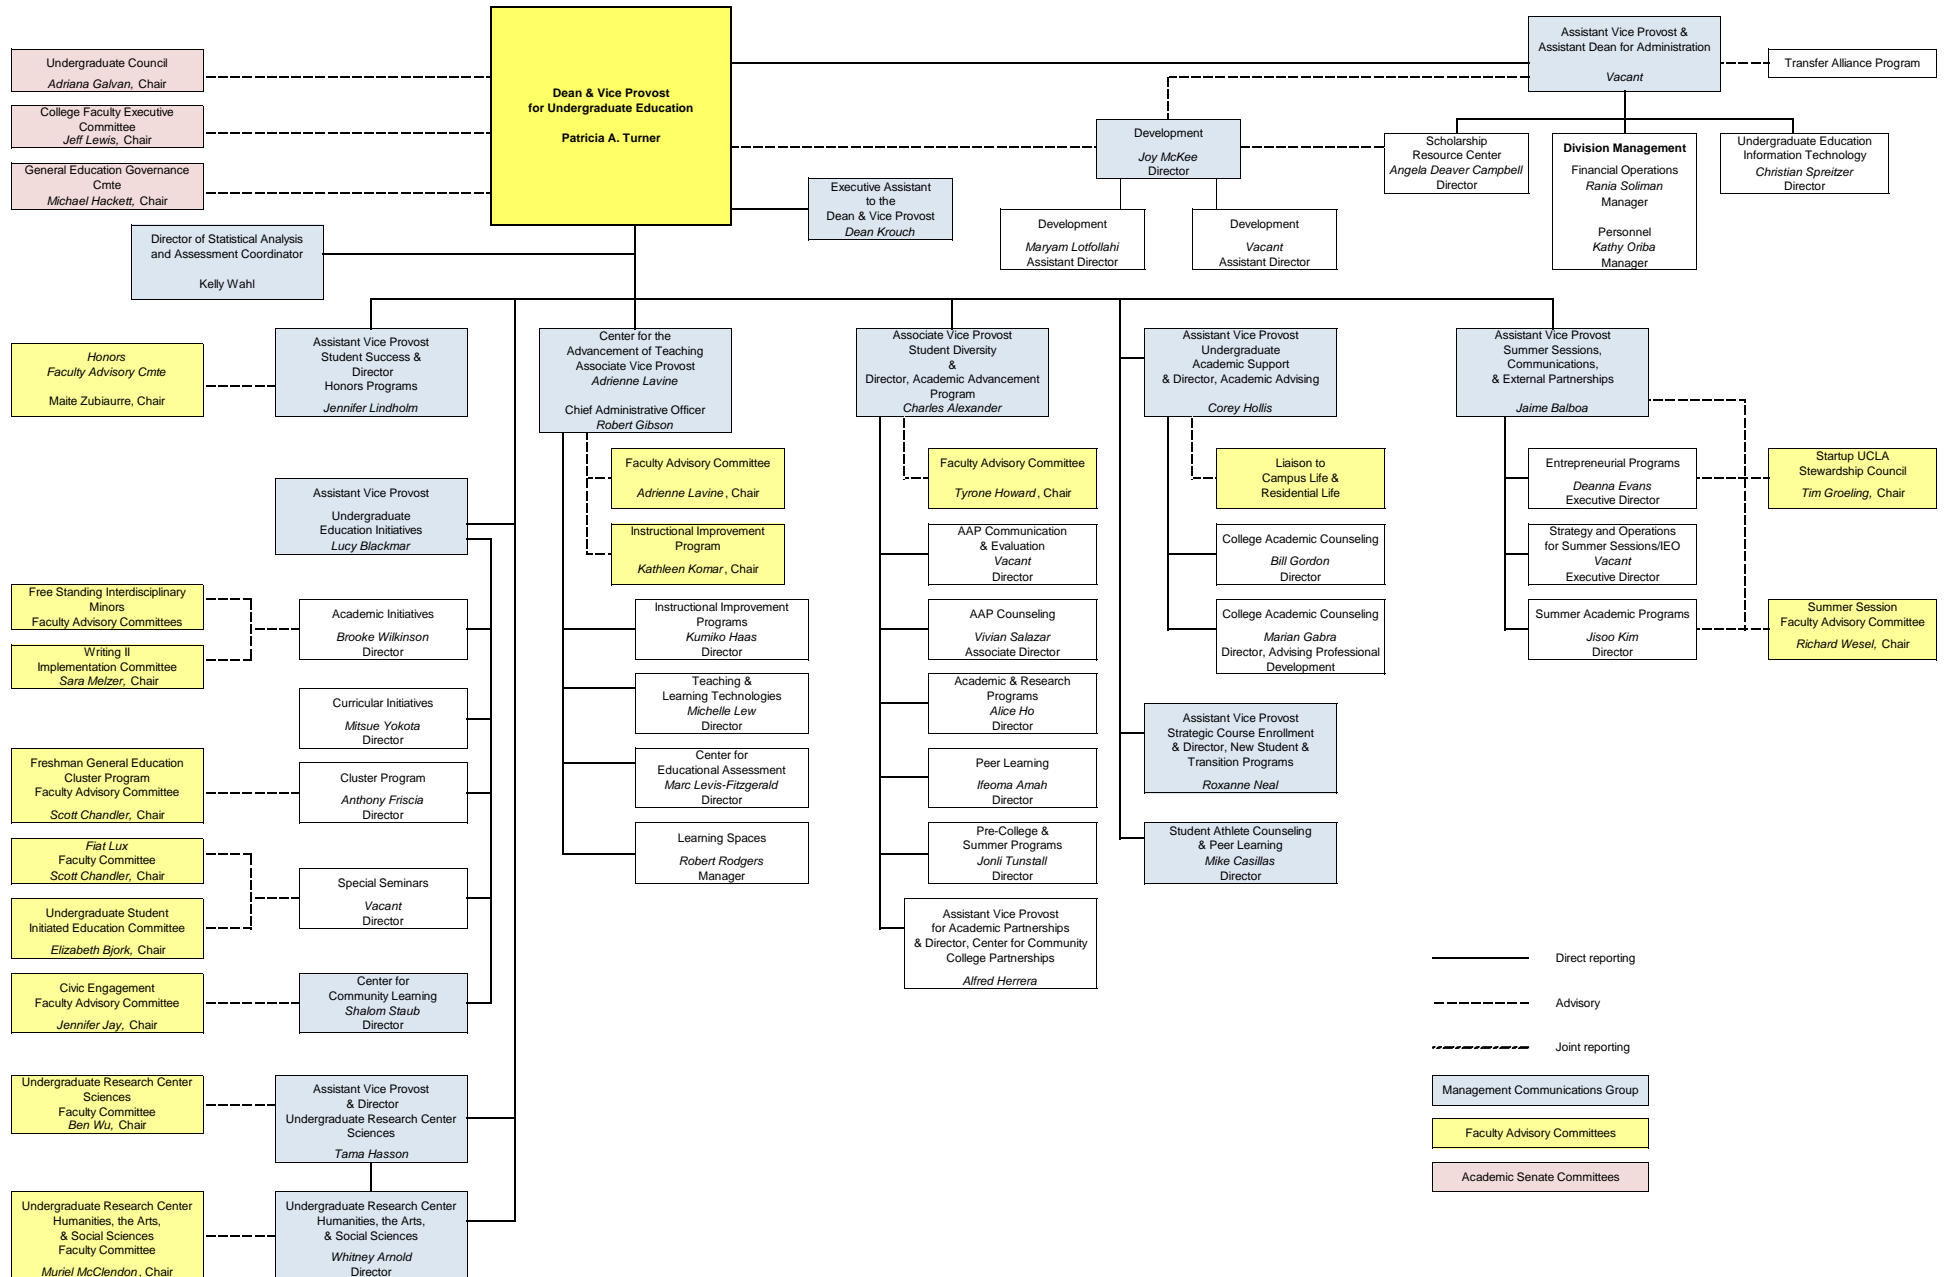 Dean & Vice Provost
for Undergraduate Education
Patricia A. Turner
Undergraduate Council
Adriana Galvan, Chair
College Faculty Executive
Committee
Jeff Lewis, Chair
General Education Governance
Cmte
Michael Hackett, Chair
Assistant Vice Provost &
Assistant Dean for Administration
Vacant
Transfer Alliance Program
Development
Joy McKee
Director
Scholarship
Resource Center
Angela Deaver Campbell
Director
Division Management
Financial Operations
Rania Soliman
Manager
Personnel
Kathy Oriba
Manager
Undergraduate Education
Information Technology
Christian Spreitzer
Director
Executive Assistant
to the
Dean & Vice Provost
Dean Krouch
Development
Maryam Lotfollahi
Assistant Director
Development
Vacant
Assistant Director
Director of Statistical Analysis
and Assessment Coordinator
Kelly Wahl
Honors
Faculty Advisory Cmte
Maite Zubiaurre, Chair
Assistant Vice Provost
Student Success &
Director
Honors Programs
Jennifer Lindholm
Center for the
Advancement of Teaching
Associate Vice Provost
Adrienne Lavine
Chief Administrative Officer
Robert Gibson
Associate Vice Provost
Student Diversity
&
Director, Academic Advancement
Program
Charles Alexander
Assistant Vice Provost
Undergraduate
Academic Support
& Director, Academic Advising
Corey Hollis
Assistant Vice Provost
Summer Sessions,
Communications,
& External Partnerships
Jaime Balboa
Assistant Vice Provost
Undergraduate
Education Initiatives
Lucy Blackmar
Free Standing Interdisciplinary
Minors
Faculty Advisory Committees
Writing II
Implementation Committee
Sara Melzer, Chair
Academic Initiatives
Brooke Wilkinson
Director
Curricular Initiatives
Mitsue Yokota
Director
Freshman General Education
Cluster Program
Faculty Advisory Committee
Scott Chandler, Chair
Cluster Program
Anthony Friscia
Director
Fiat Lux
Faculty Committee
Scott Chandler, Chair
Undergraduate Student
Initiated Education Committee
Elizabeth Bjork, Chair
Special Seminars
Vacant
Director
Civic Engagement
Faculty Advisory Committee
Jennifer Jay, Chair
Center for
Community Learning
Shalom Staub
Director
Undergraduate Research Center
Sciences
Faculty Committee
Ben Wu, Chair
Assistant Vice Provost
& Director
Undergraduate Research Center
Sciences
Tama Hasson
Undergraduate Research Center
Humanities, the Arts,
& Social Sciences
Faculty Committee
Muriel McClendon, Chair
Undergraduate Research Center
Humanities, the Arts,
& Social Sciences
Whitney Arnold
Director
Faculty Advisory Committee
Adrienne Lavine, Chair
Instructional Improvement
Program
Kathleen Komar, Chair
Instructional Improvement
Programs
Kumiko Haas
Director
Teaching &
Learning Technologies
Michelle Lew
Director
Center for
Educational Assessment
Marc Levis-Fitzgerald
Director
Learning Spaces
Robert Rodgers
Manager
Faculty Advisory Committee
Tyrone Howard, Chair
AAP Communication
& Evaluation
Vacant
Director
AAP Counseling
Vivian Salazar
Associate Director
Academic & Research
Programs
Alice Ho
Director
Peer Learning
Ifeoma Amah
Director
Pre-College &
Summer Programs
Jonli Tunstall
Director
Assistant Vice Provost
for Academic Partnerships
& Director, Center for Community
College Partnerships
Alfred Herrera
Liaison to
Campus Life &
Residential Life
College Academic Counseling
Bill Gordon
Director
College Academic Counseling
Marian Gabra
Director, Advising Professional
Development
Assistant Vice Provost
Strategic Course Enrollment
& Director, New Student &
Transition Programs
Roxanne Neal
Student Athlete Counseling
& Peer Learning
Mike Casillas
Director
Entrepreneurial Programs
Deanna Evans
Executive Director
Strategy and Operations
for Summer Sessions/IEO
Vacant
Executive Director
Summer Academic Programs
Jisoo Kim
Director
Startup UCLA
Stewardship Council
Tim Groeling, Chair
Summer Session
Faculty Advisory Committee
Richard Wesel, Chair
Direct reporting
Advisory
Joint reporting
Management Communications Group
Faculty Advisory Committees
Academic Senate Committees